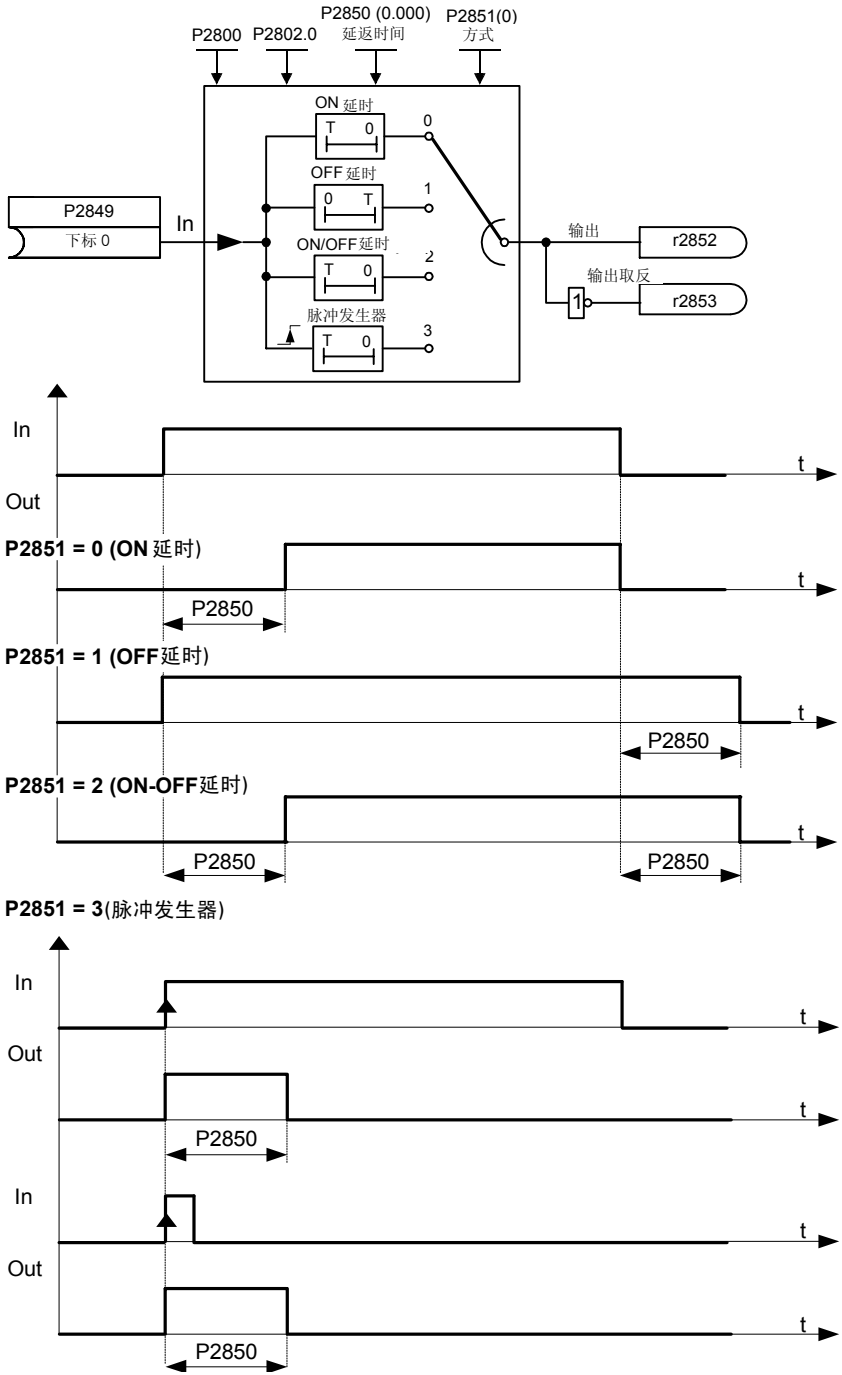 P2800 P2802.0 P2850 (0.000) P2851(0)
延返时间 方式
ON 延时
T 0 0
OFF 延时
0 T 1
P2849
下标 0
In
ON/OFF延时
T 0 2
脉冲发生器
T 0 3
输出
r2852
输出取反
1
r2853
In
t
Out
P2851 = 0 (ON 延时)
t
P2850
P2851 = 1 (OFF延时)
t
P2850
P2851 = 2 (ON-OFF延时)
t
P2850 P2850
P2851 = 3(脉冲发生器)
In
t
Out
t
P2850
In
t
Out
t
P2850